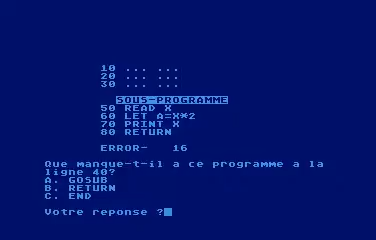 10 ... ...
20 ... ...
30 ... ...
SOUS-PROGRAMME
50 READ X
60 LET A=X*2
70 PRINT X
80 RETURN
ERROR- 16
Que manque-t-il a ce programme a la
ligne 40?
A. GOSUB
B. RETURN
C. END
Votre reponse ?